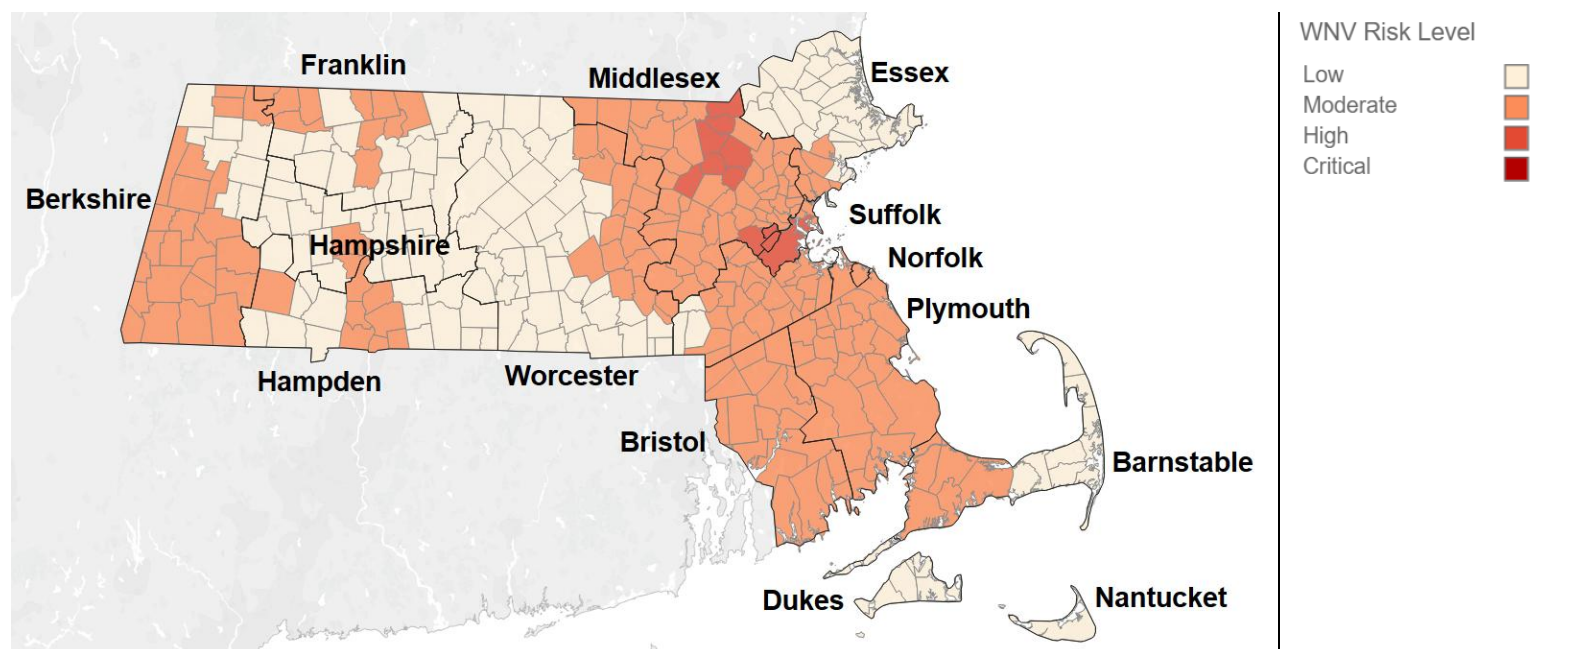 Franklin
Middlesex
Essex
Berkshire
Suffolk
Hampshire
Norfolk
Plymouth
Hampden
Worcester
Bristol
Barnstable
Dukes
Nantucket
WNV Risk Level
Low
Moderate
High
Critical